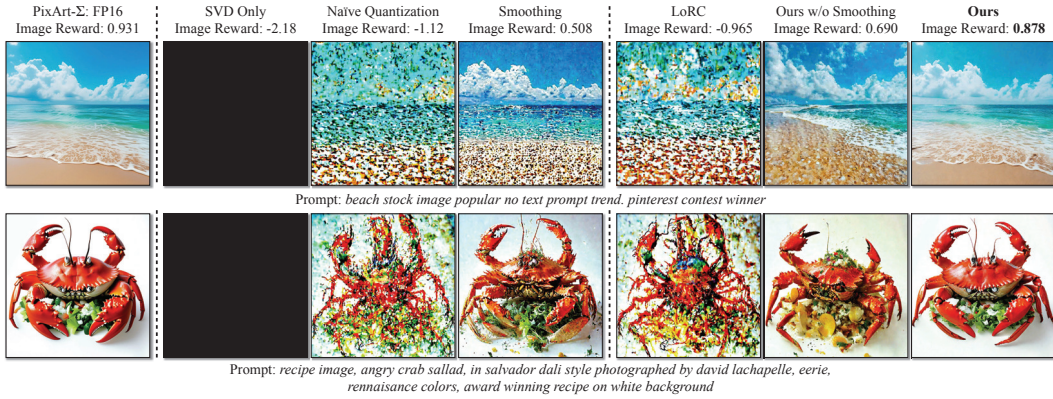 PixArt-Σ: FP16
Image Reward: 0.931
SVD Only
Image Reward: -2.18
Naïve Quantization
Image Reward: -1.12
Smoothing
Image Reward: 0.508
LoRC
Image Reward: -0.965
Ours w/o Smoothing
Image Reward: 0.690
Ours
Image Reward: 0.878
Prompt: beach stock image popular no text prompt trend. pinterest contest winner
Prompt: recipe image, angry crab sallad, in salvador dali style photographed by david lachapelle, eerie,
rennaisance colors, award winning recipe on white background